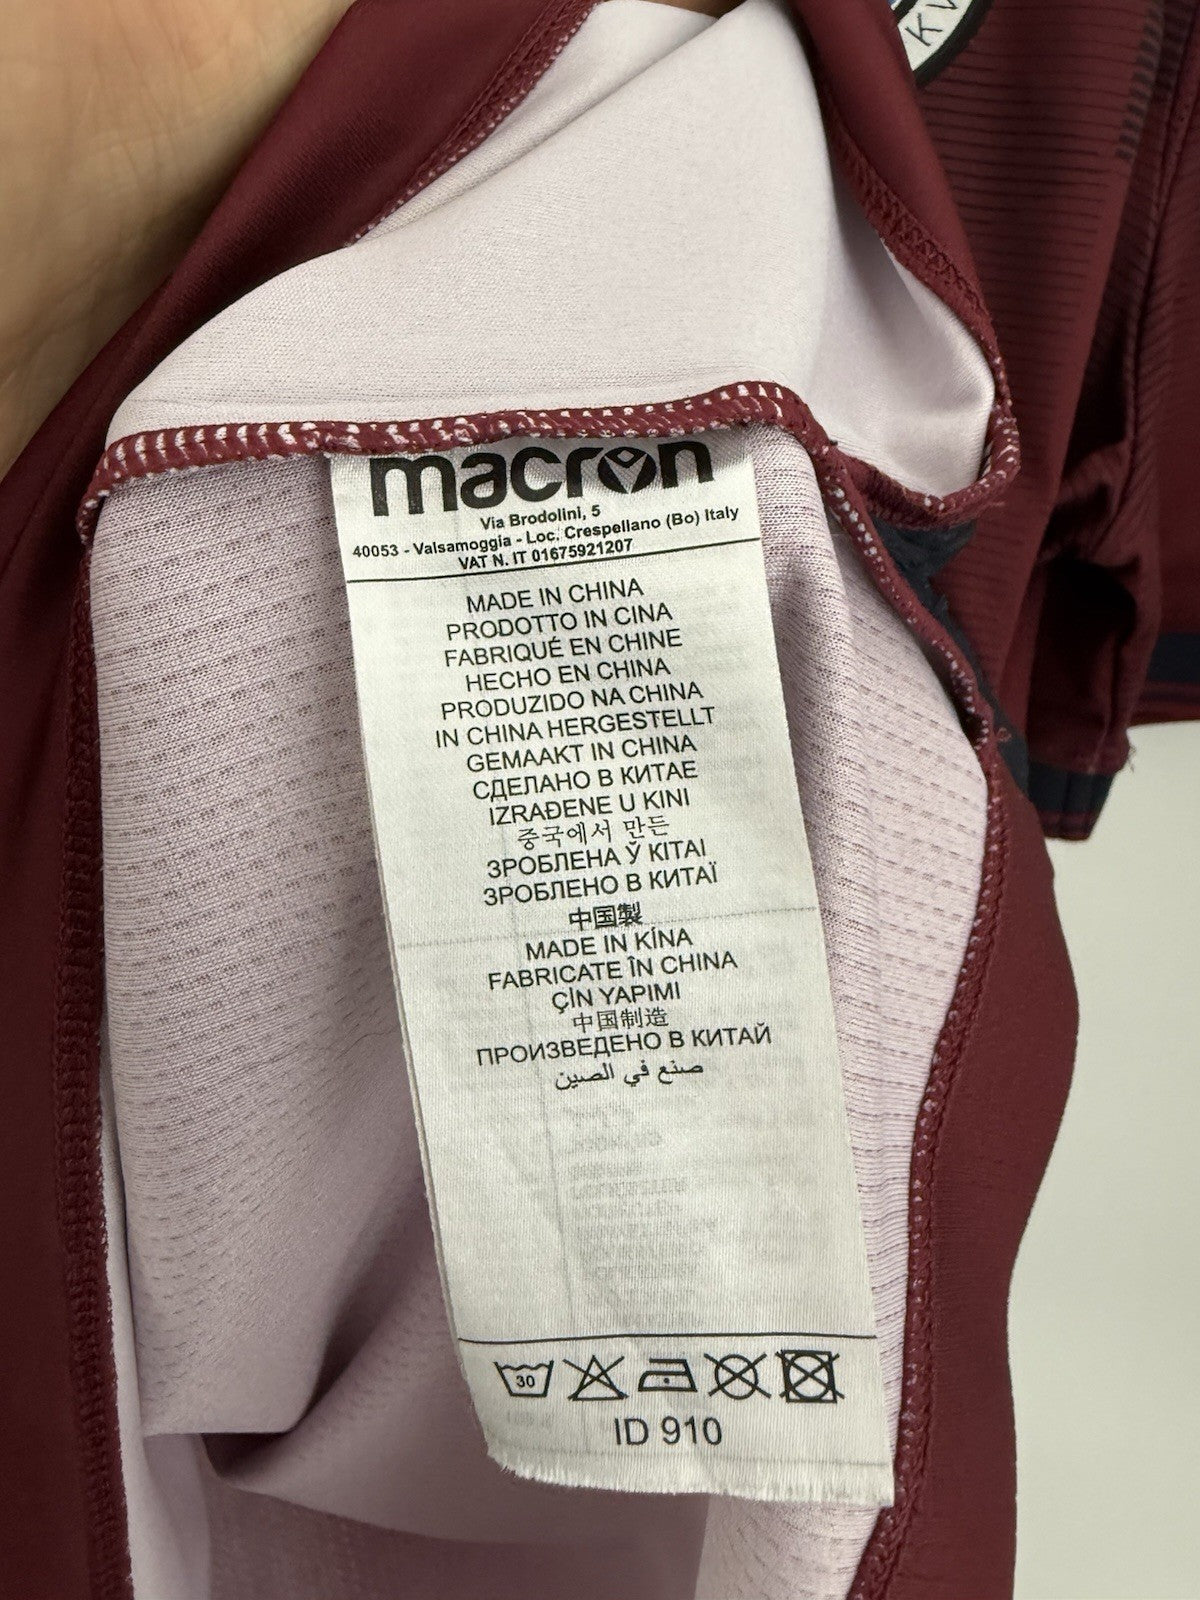 KV
macron
Via Brodolini, 5
40053 - Valsamoggia - Loc. Crespellano (Bo) Italy
VAT N. IT 01675921207
MADE IN CHINA
PRODOTTO IN CINA
FABRIQUÉ EN CHINE
HECHO EN CHINA
PRODUZIDO NA CHINA
IN CHINA HERGESTELLT
GEMAAKT IN CHINA
СДЕЛАНО В КИТАЕ
IZRAĐENE U KINI
중국에서 만든
ЗРОБЛЕНА Ў КІТАІ
ЗРОБЛЕНО В КИТАЇ
中国製
MADE IN KÍNA
FABRICATE ÎN CHINA
ÇİN YAPIMI
中国制造
ПРОИЗВЕДЕНО В КИТАЙ
صنع في الصين
30
ID 910